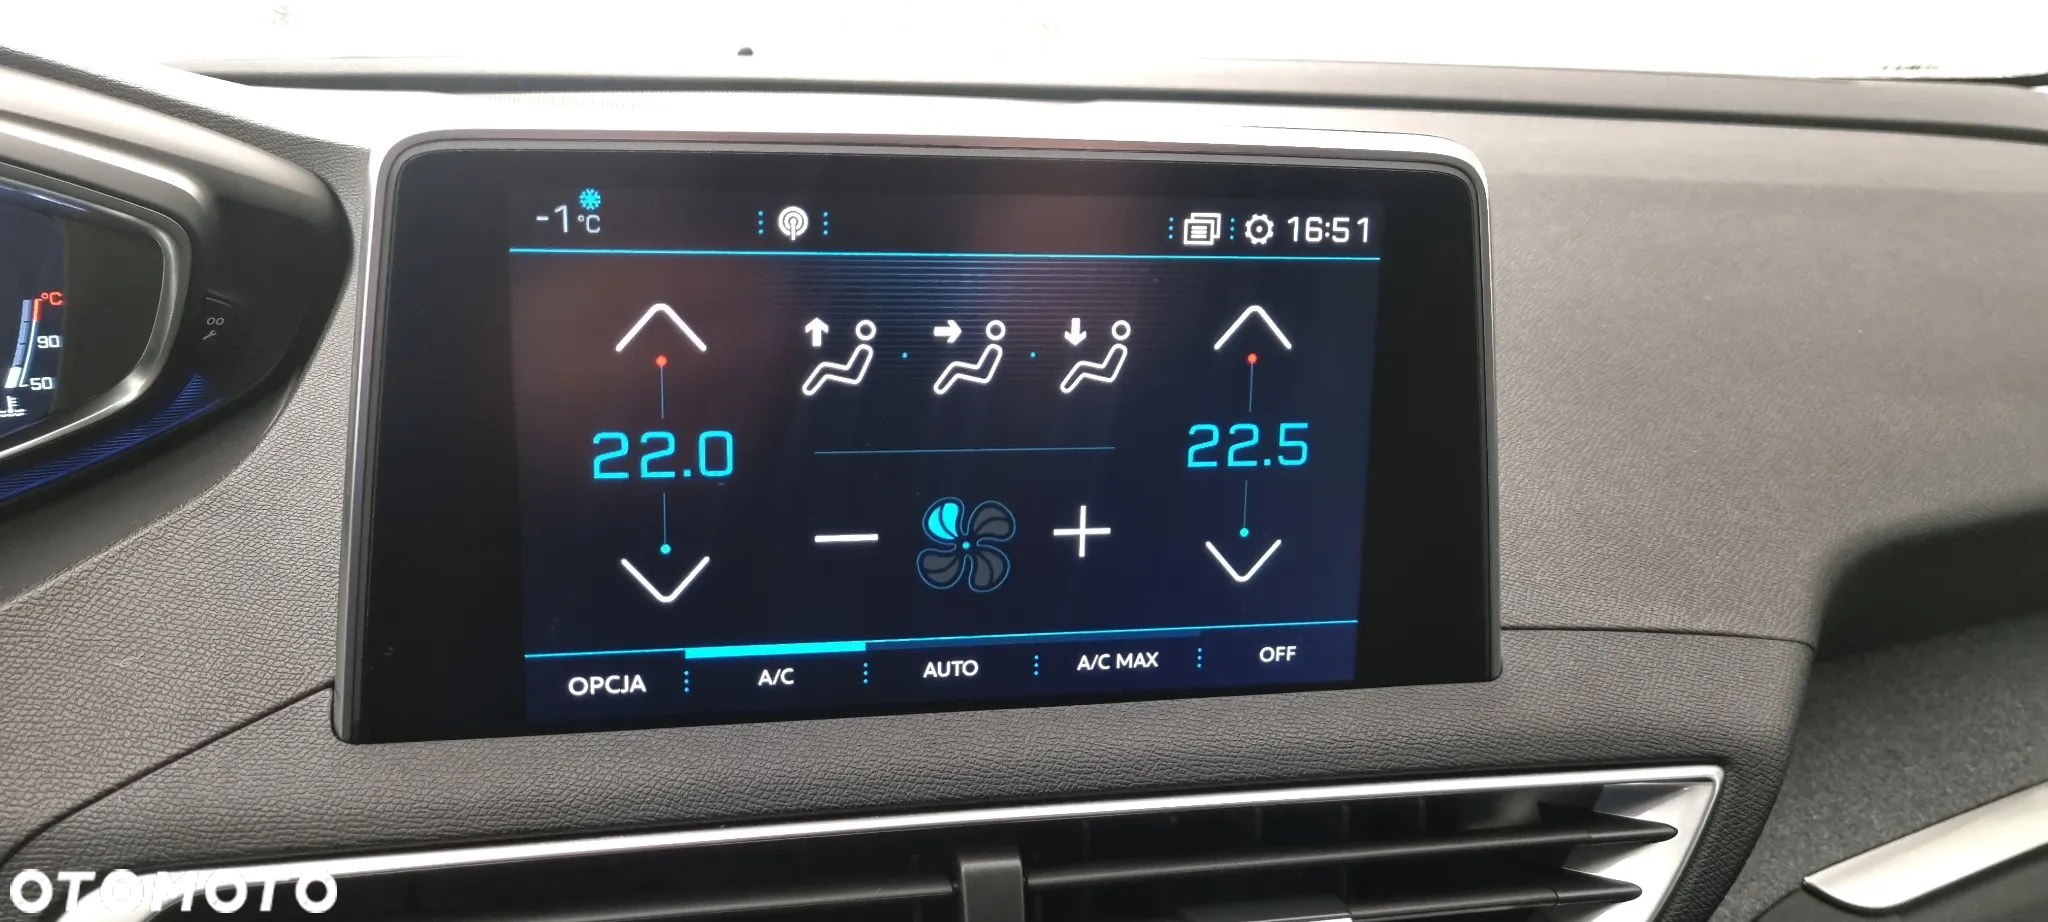 -1 °C
16:51
°C
90
50
22.0
22.5
OPCJA A/C AUTO A/C MAX OFF
OTOMOTO